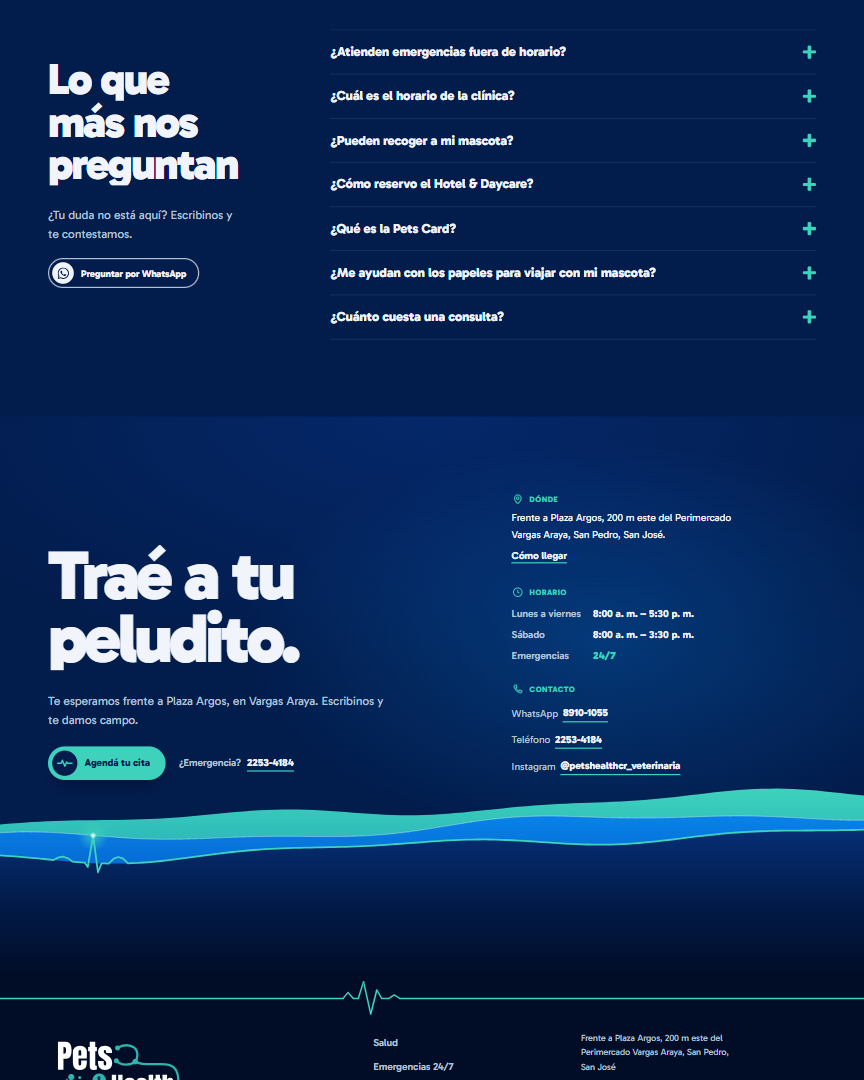 Lo que
más nos
preguntan
¿Tu duda no está aquí? Escribinos y
te contestamos.
Preguntar por WhatsApp
¿Atienden emergencias fuera de horario?
¿Cuál es el horario de la clínica?
¿Pueden recoger a mi mascota?
¿Cómo reservo el Hotel & Daycare?
¿Qué es la Pets Card?
¿Me ayudan con los papeles para viajar con mi mascota?
¿Cuánto cuesta una consulta?
Traé a tu
peludito.
Te esperamos frente a Plaza Argos, en Vargas Araya. Escribinos y
te damos campo.
Agendá tu cita
¿Emergencia? 2253-4184
DÓNDE
Frente a Plaza Argos, 200 m este del Perimercado
Vargas Araya, San Pedro, San José.
Cómo llegar
HORARIO
Lunes a viernes 8:00 a. m. – 5:30 p. m.
Sábado 8:00 a. m. – 3:30 p. m.
Emergencias 24/7
CONTACTO
WhatsApp 8910-1055
Teléfono 2253-4184
Instagram @petshealthcr_veterinaria
Pets
Health
Salud
Emergencias 24/7
Frente a Plaza Argos, 200 m este del
Perimercado Vargas Araya, San Pedro,
San José